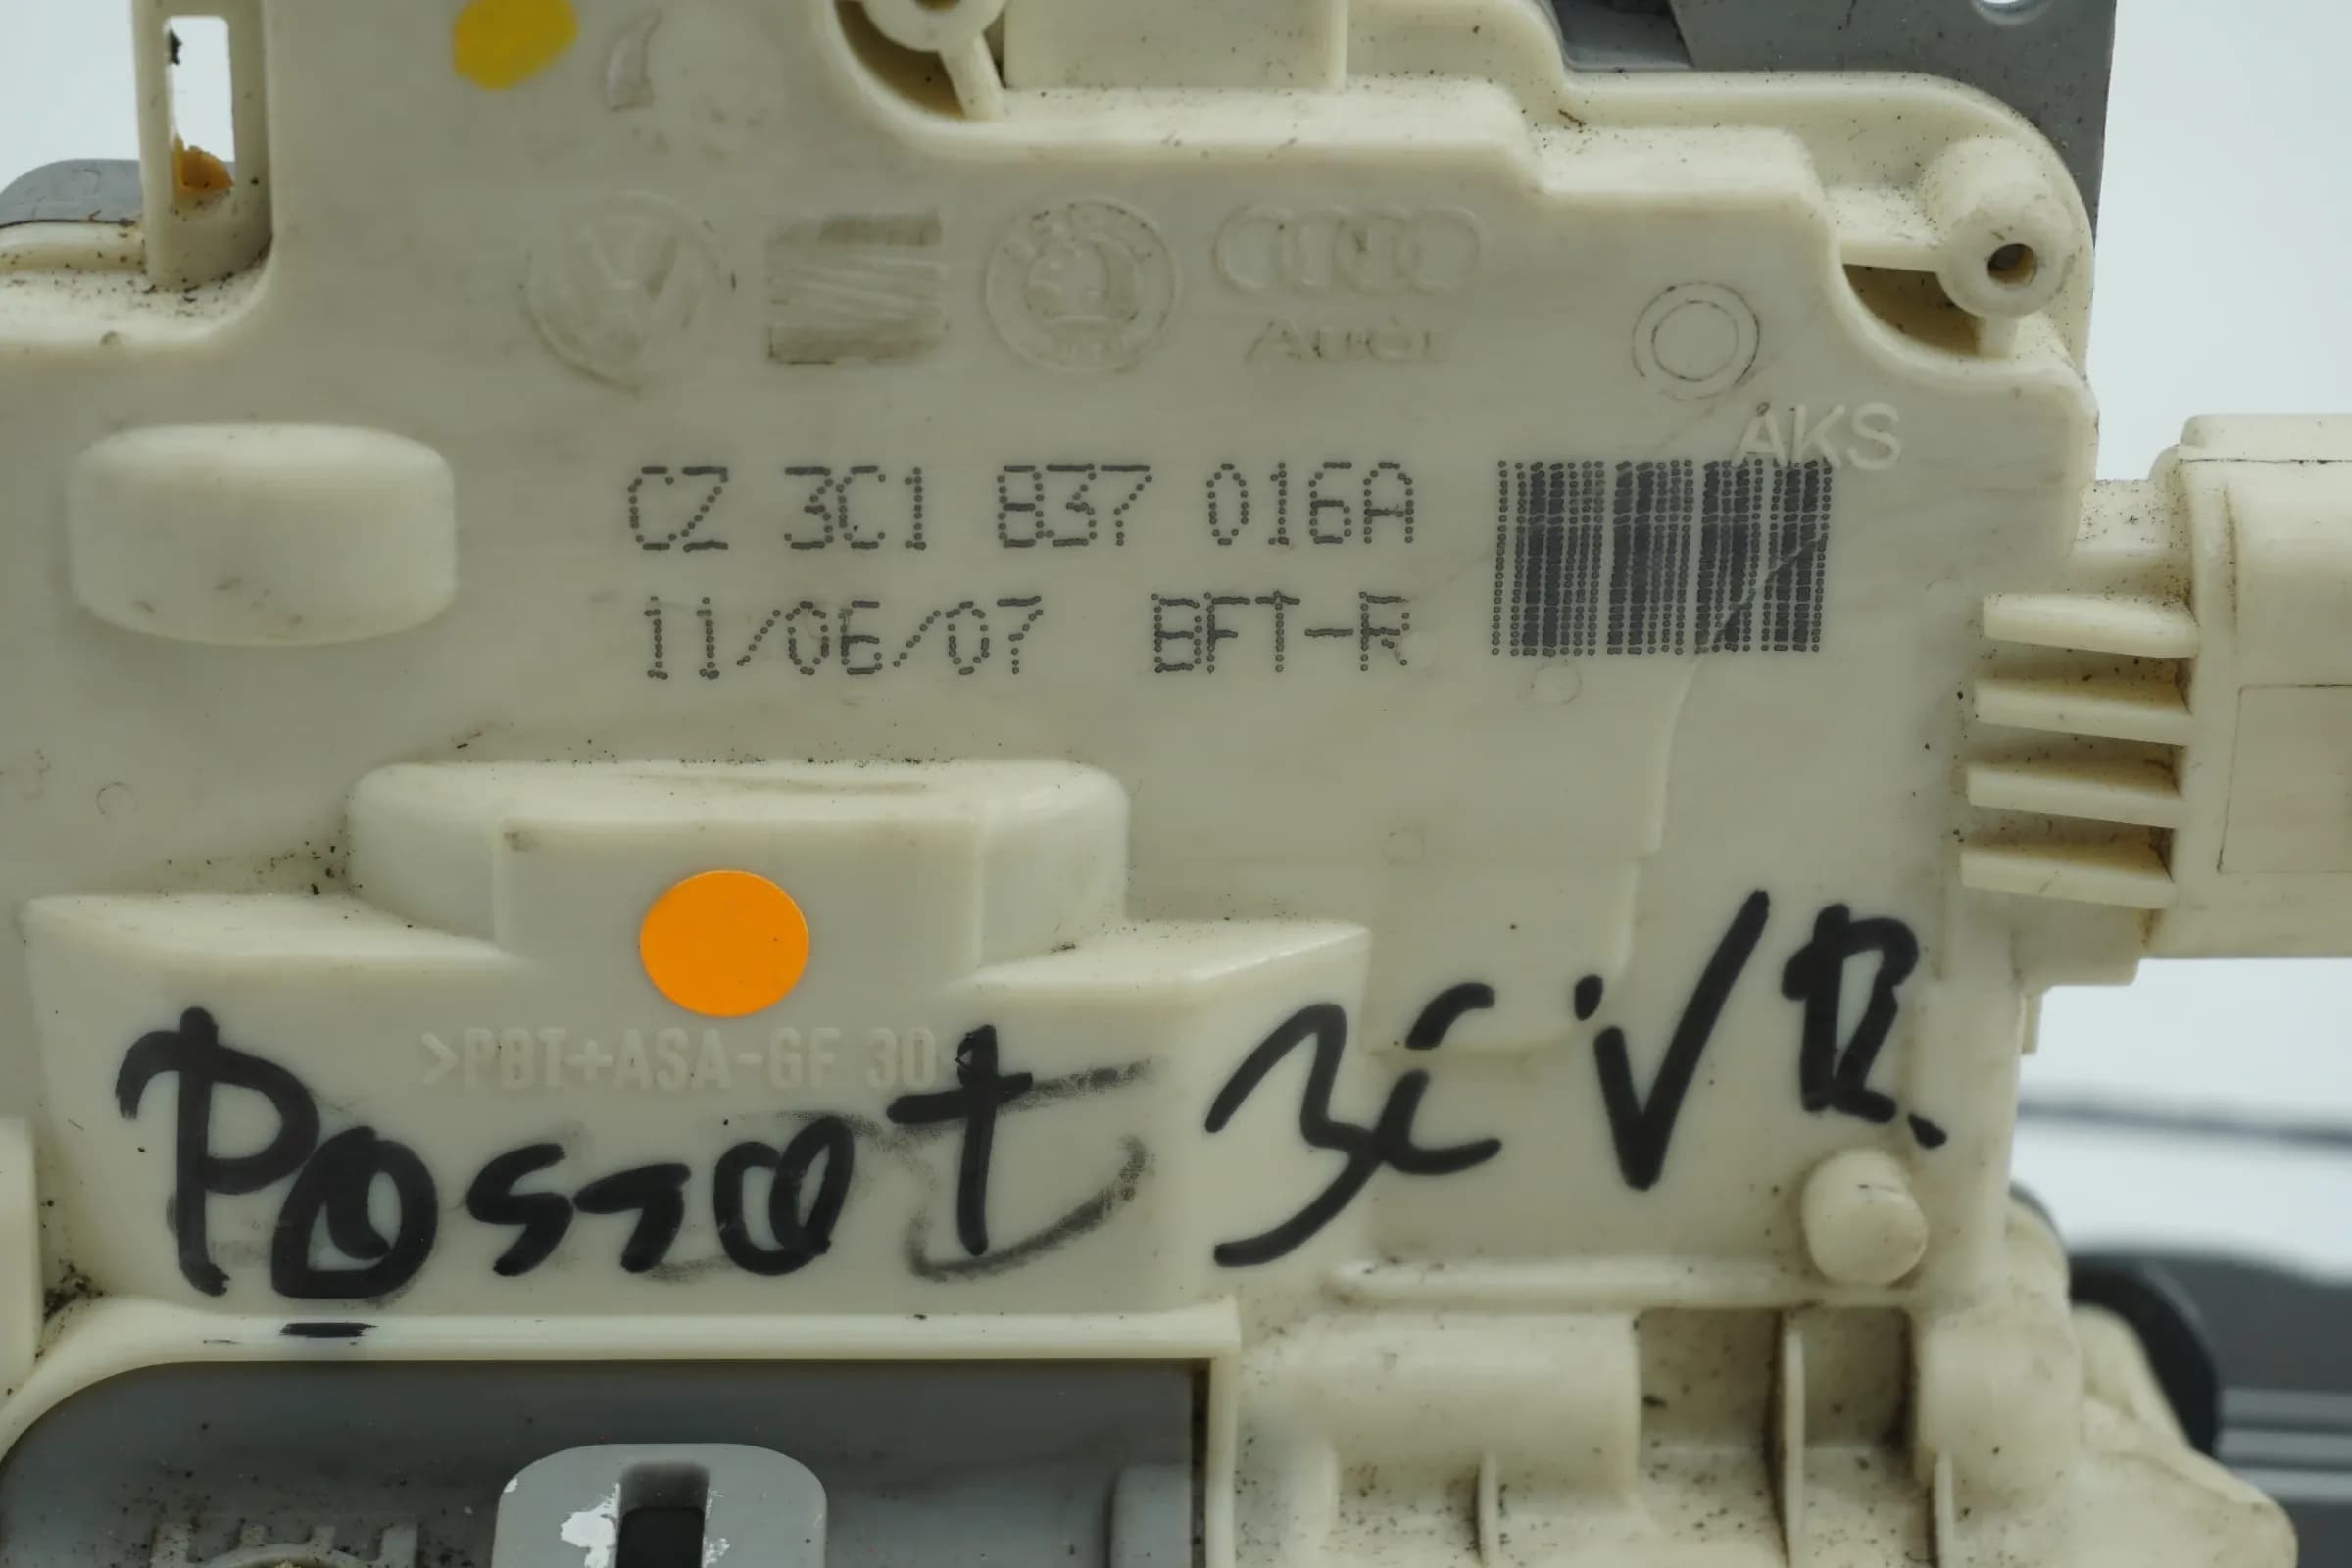 Audi
AKS
CZ 3C1 837 016A
11/06/07 BFT-R
>PBT+ASA-GF 30<
Passat 3C VR